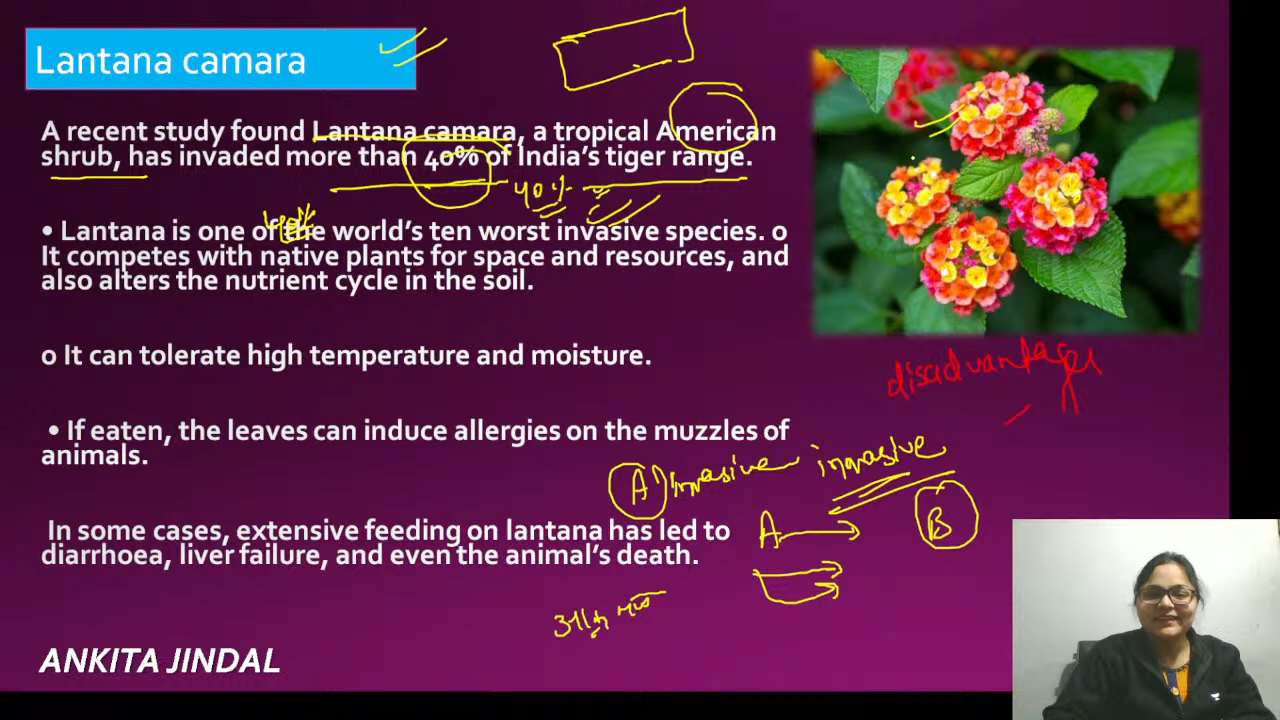 Lantana camara
A recent study found Lantana camara, a tropical American
shrub, has invaded more than 40% of India's tiger range.
40%
• Lantana is one of the world's ten worst invasive species. o
It competes with native plants for space and resources, and
also alters the nutrient cycle in the soil.
o It can tolerate high temperature and moisture.
disadvantage
• If eaten, the leaves can induce allergies on the muzzles of
animals.
A invasive invasive
A B
In some cases, extensive feeding on lantana has led to
diarrhoea, liver failure, and even the animal's death.
ANKITA JINDAL